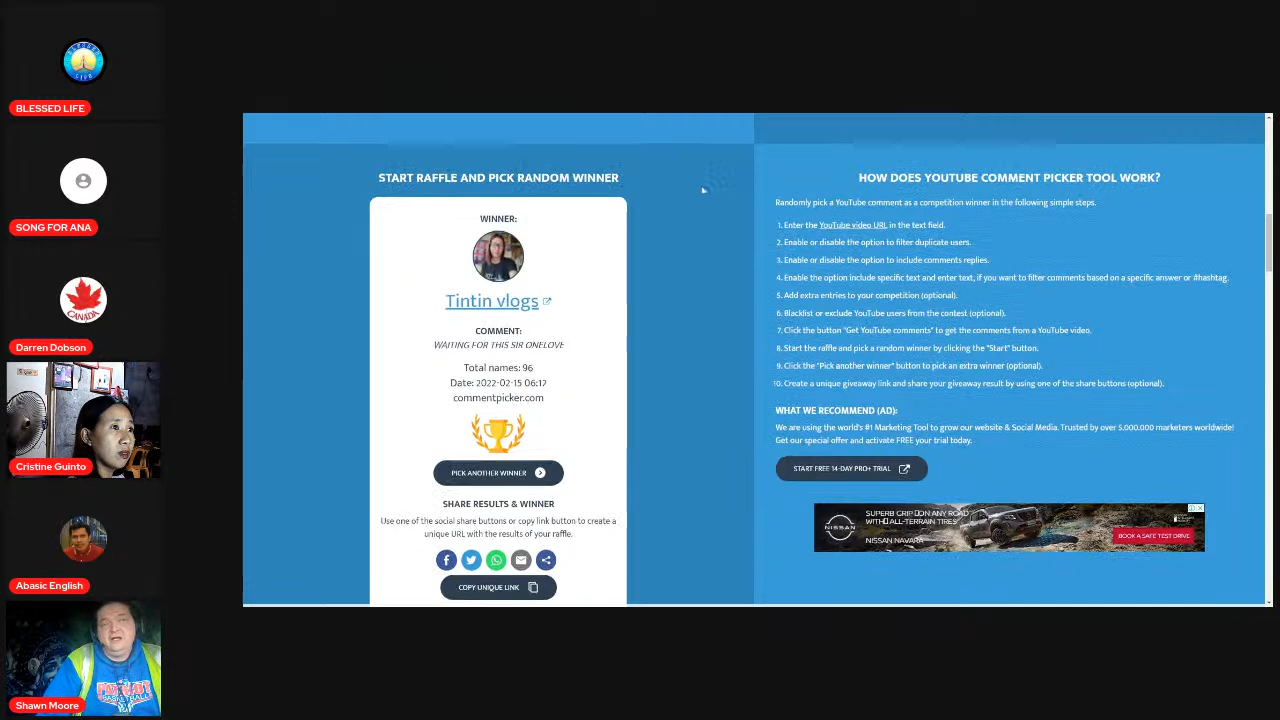 BLESSED LIFE
SONG FOR ANA
CANADA
Darren Dobson
Cristine Guinto
Abasic English
BASKETBALL
Shawn Moore
START RAFFLE AND PICK RANDOM WINNER
WINNER:
Tintin vlogs
COMMENT:
WAITING FOR THIS SIR ONELOVE
Total names: 96
Date: 2022-02-15 06:12
commentpicker.com
PICK ANOTHER WINNER
SHARE RESULTS & WINNER
Use one of the social share buttons or copy link button to create a
unique URL with the results of your raffle.
COPY UNIQUE LINK
HOW DOES YOUTUBE COMMENT PICKER TOOL WORK?
Randomly pick a YouTube comment as a competition winner in the following simple steps.
1. Enter the YouTube video URL in the text field.
2. Enable or disable the option to filter duplicate users.
3. Enable or disable the option to include comments replies.
4. Enable the option include specific text and enter text, if you want to filter comments based on a specific answer or #hashtag.
5. Add extra entries to your competition (optional).
6. Blacklist or exclude YouTube users from the contest (optional).
7. Click the button "Get YouTube comments" to get the comments from a YouTube video.
8. Start the raffle and pick a random winner by clicking the "Start" button.
9. Click the "Pick another winner" button to pick an extra winner (optional).
10. Create a unique giveaway link and share your giveaway result by using one of the share buttons (optional).
WHAT WE RECOMMEND (AD):
We are using the world's #1 Marketing Tool to grow our website & Social Media. Trusted by over 5.000.000 marketers worldwide!
Get our special offer and activate FREE your trial today.
START FREE 14-DAY PRO+ TRIAL
NISSAN
SUPERB GRIP ON ANY ROAD
WITH ALL-TERRAIN TIRES
NISSAN NAVARA
BOOK A SAFE TEST DRIVE